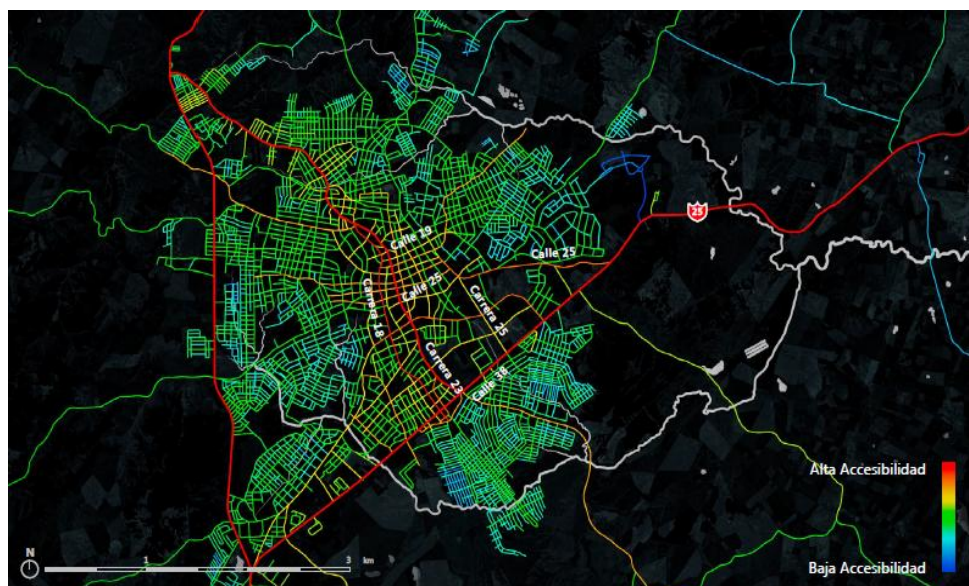 Calle 19
Calle 25
25
Calle 25
Carrera 18
Carrera 25
Carrera 23
Calle 38
Alta Accesibilidad
Baja Accesibilidad
N
1
3
km